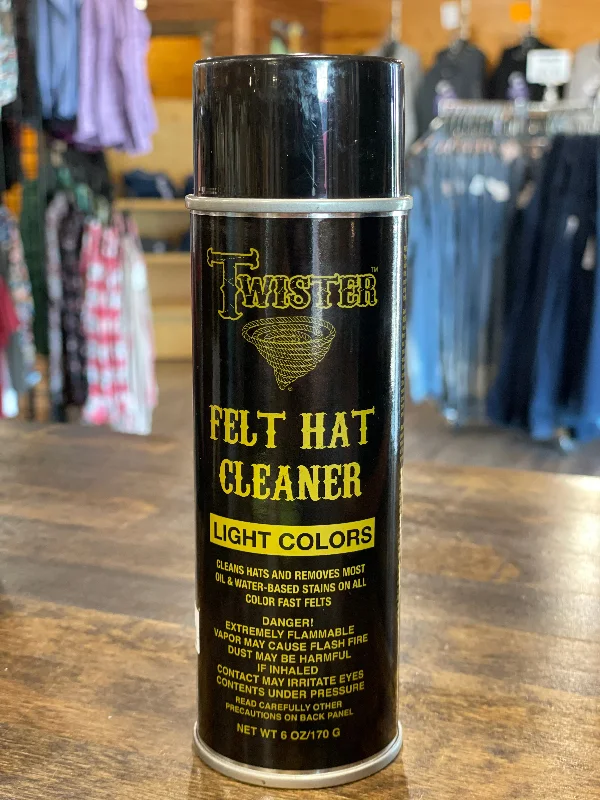 TWISTER™
FELT HAT
CLEANER
LIGHT COLORS
CLEANS HATS AND REMOVES MOST
OIL & WATER-BASED STAINS ON ALL
COLOR FAST FELTS
DANGER!
EXTREMELY FLAMMABLE
VAPOR MAY CAUSE FLASH FIRE
DUST MAY BE HARMFUL
IF INHALED
CONTACT MAY IRRITATE EYES
CONTENTS UNDER PRESSURE
READ CAREFULLY OTHER
PRECAUTIONS ON BACK PANEL
NET WT 6 OZ/170 G